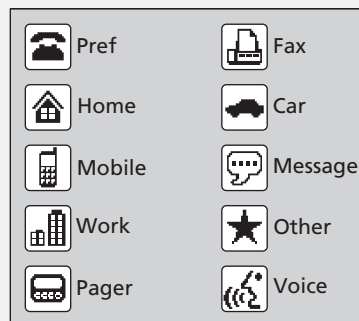 Pref
Home
Mobile
Work
Pager
Fax
Car
Message
Other
Voice